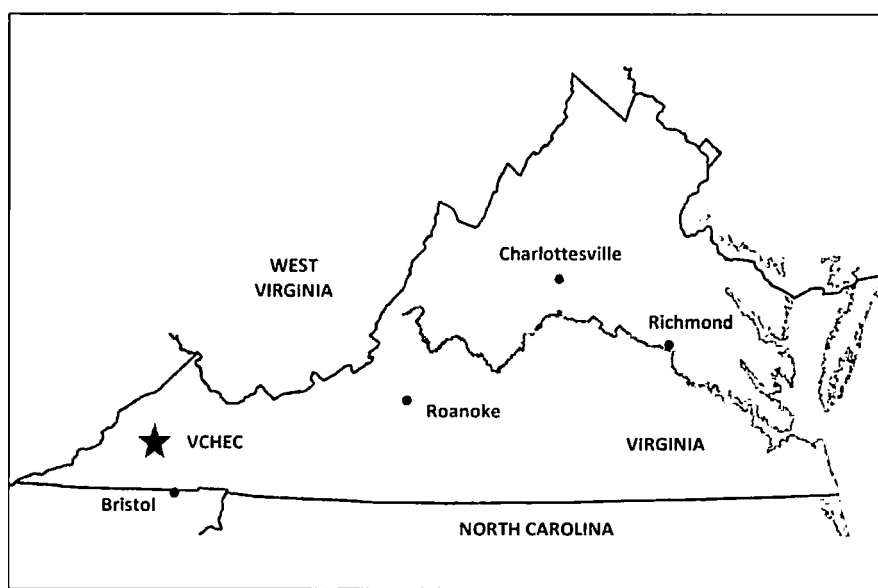 Charlottesville
WEST
VIRGINIA
Richmond
Roanoke
VCHEC
VIRGINIA
Bristol
NORTH CAROLINA